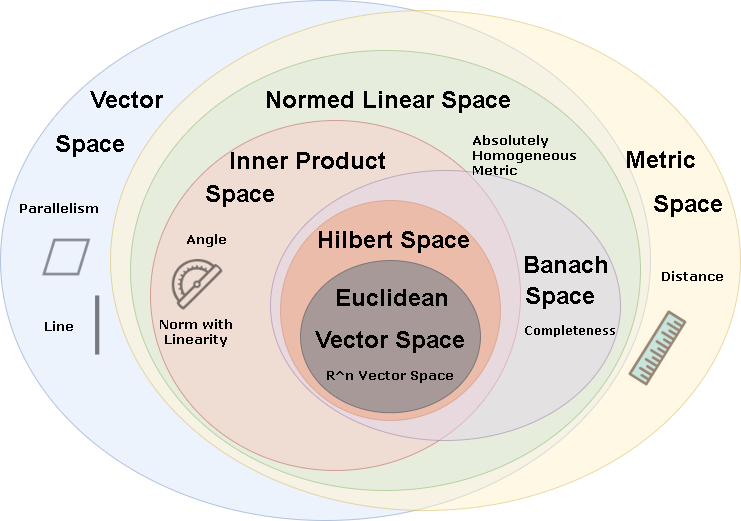 Vector
Space
Parallelism
Line
Normed Linear Space
Absolutely
Homogeneous
Metric
Inner Product
Space
Angle
Norm with
Linearity
Hilbert Space
Euclidean
Vector Space
R^n Vector Space
Banach
Space
Completeness
Metric
Space
Distance